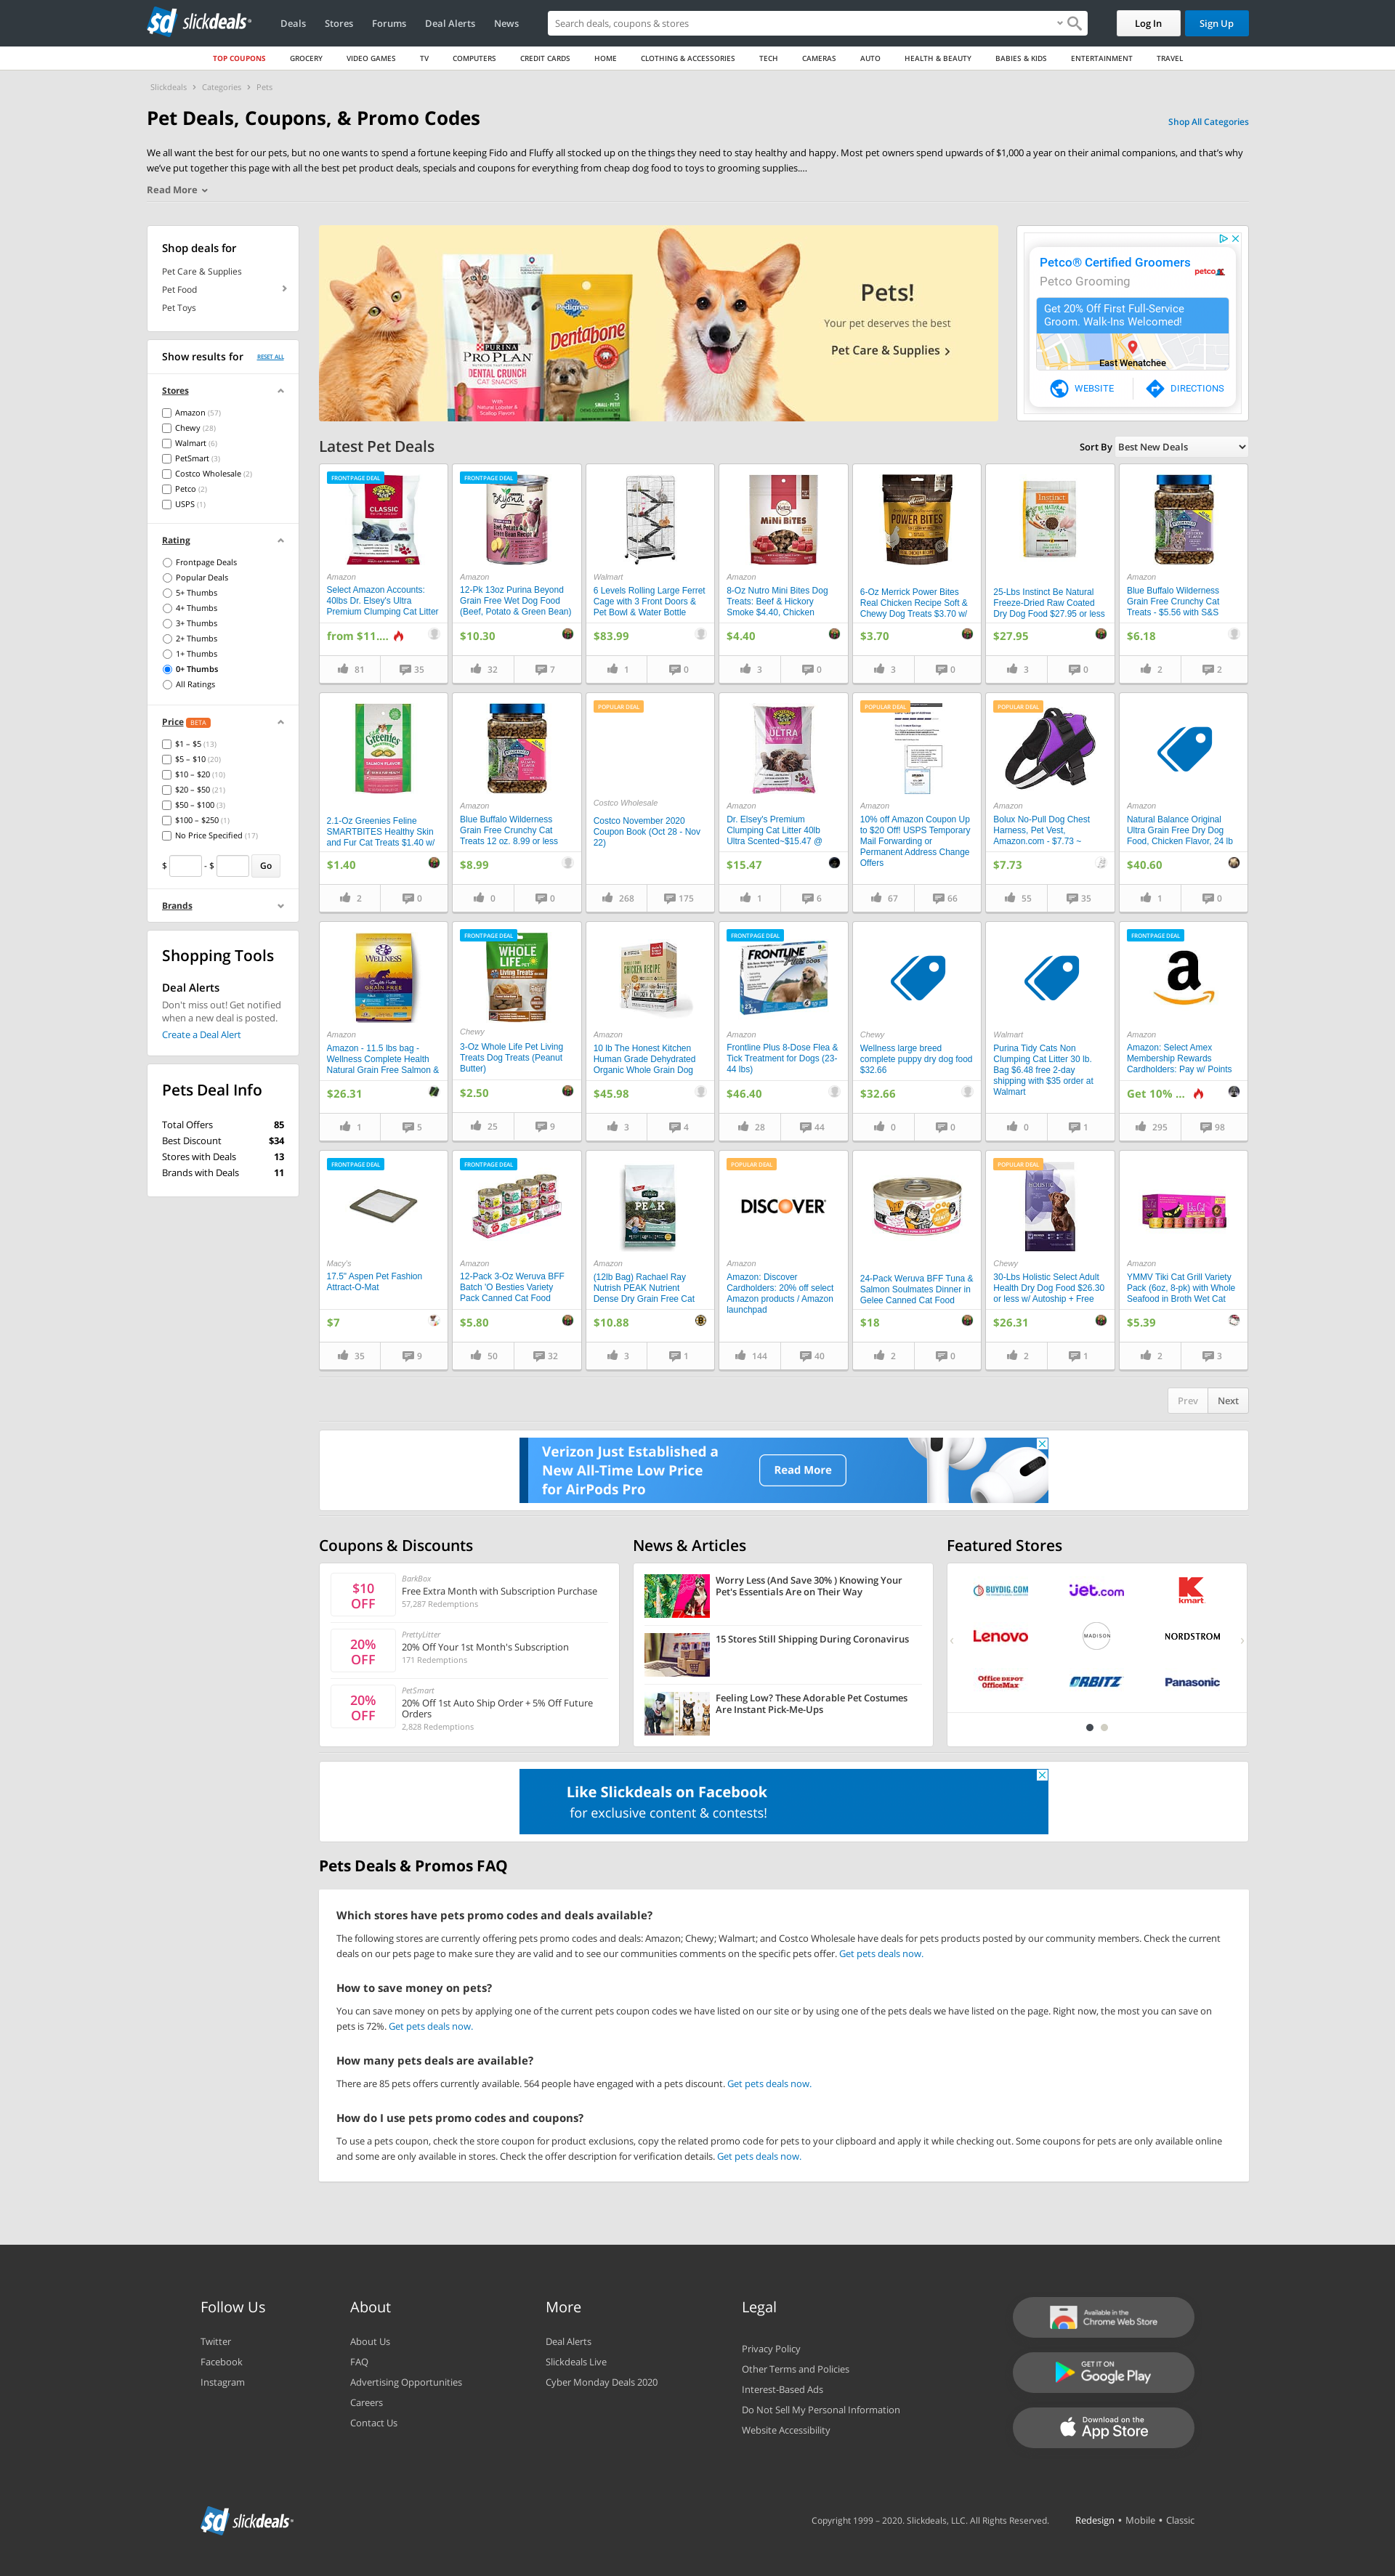 sd slickdeals
Deals Stores Forums Deal Alerts News
Search deals, coupons & stores
Log In
Sign Up
TOP COUPONS GROCERY VIDEO GAMES TV COMPUTERS CREDIT CARDS HOME CLOTHING & ACCESSORIES TECH CAMERAS AUTO HEALTH & BEAUTY BABIES & KIDS ENTERTAINMENT TRAVEL
Slickdeals › Categories › Pets
Pet Deals, Coupons, & Promo Codes
Shop All Categories
We all want the best for our pets, but no one wants to spend a fortune keeping Fido and Fluffy all stocked up on the things they need to stay healthy and happy. Most pet owners spend upwards of $1,000 a year on their animal companions, and that's why
we've put together this page with all the best pet product deals, specials and coupons for everything from cheap dog food to toys to grooming supplies....
Read More
Shop deals for
Pet Care & Supplies
Pet Food
Pet Toys
Show results for RESET ALL
Stores
Amazon (57)
Chewy (28)
Walmart (6)
PetSmart (3)
Costco Wholesale (2)
Petco (2)
USPS (1)
Rating
Frontpage Deals
Popular Deals
5+ Thumbs
4+ Thumbs
3+ Thumbs
2+ Thumbs
1+ Thumbs
0+ Thumbs
All Ratings
Price BETA
$1 – $5 (13)
$5 – $10 (20)
$10 – $20 (10)
$20 – $50 (21)
$50 – $100 (3)
$100 – $250 (1)
No Price Specified (17)
$ - $ Go
Brands
Shopping Tools
Deal Alerts
Don't miss out! Get notified
when a new deal is posted.
Create a Deal Alert
Pets Deal Info
Total Offers 85
Best Discount $34
Stores with Deals 13
Brands with Deals 11
PURINA
PRO PLAN
DENTAL CRUNCH
CAT SNACKS
Pedigree
Dentabone
Pets!
Your pet deserves the best
Pet Care & Supplies
Petco® Certified Groomers
Petco Grooming
petco
Get 20% Off First Full-Service
Groom. Walk-Ins Welcomed!
East Wenatchee
WEBSITE
DIRECTIONS
Latest Pet Deals
Sort By Best New Deals
FRONTPAGE DEAL
CLASSIC
Amazon
Select Amazon Accounts:
40lbs Dr. Elsey's Ultra
Premium Clumping Cat Litter
from $11....
81 35
FRONTPAGE DEAL
Beyond
Amazon
12-Pk 13oz Purina Beyond
Grain Free Wet Dog Food
(Beef, Potato & Green Bean)
$10.30
32 7
Walmart
6 Levels Rolling Large Ferret
Cage with 3 Front Doors &
Pet Bowl & Water Bottle
$83.99
1 0
MINI BITES
Amazon
8-Oz Nutro Mini Bites Dog
Treats: Beef & Hickory
Smoke $4.40, Chicken
$4.40
3 0
POWER BITES
6-Oz Merrick Power Bites
Real Chicken Recipe Soft &
Chewy Dog Treats $3.70 w/
$3.70
3 0
Instinct
25-Lbs Instinct Be Natural
Freeze-Dried Raw Coated
Dry Dog Food $27.95 or less
$27.95
3 0
Amazon
Blue Buffalo Wilderness
Grain Free Crunchy Cat
Treats - $5.56 with S&S
$6.18
2 2
Greenies
2.1-Oz Greenies Feline
SMARTBITES Healthy Skin
and Fur Cat Treats $1.40 w/
$1.40
2 0
Amazon
Blue Buffalo Wilderness
Grain Free Crunchy Cat
Treats 12 oz. 8.99 or less
$8.99
0 0
POPULAR DEAL
Costco Wholesale
Costco November 2020
Coupon Book (Oct 28 - Nov
22)
268 175
ULTRA
Amazon
Dr. Elsey's Premium
Clumping Cat Litter 40lb
Ultra Scented~$15.47 @
$15.47
1 6
POPULAR DEAL
Amazon
10% off Amazon Coupon Up
to $20 Off! USPS Temporary
Mail Forwarding or
Permanent Address Change
Offers
67 66
POPULAR DEAL
Amazon
Bolux No-Pull Dog Chest
Harness, Pet Vest,
Amazon.com - $7.73 ~
$7.73
55 35
Amazon
Natural Balance Original
Ultra Grain Free Dry Dog
Food, Chicken Flavor, 24 lb
$40.60
1 0
WELLNESS
GRAIN FREE
Amazon
Amazon - 11.5 lbs bag -
Wellness Complete Health
Natural Grain Free Salmon &
$26.31
1 5
FRONTPAGE DEAL
WHOLE LIFE PET
Living Treats
Chewy
3-Oz Whole Life Pet Living
Treats Dog Treats (Peanut
Butter)
$2.50
25 9
CHICKEN RECIPE
Amazon
10 lb The Honest Kitchen
Human Grade Dehydrated
Organic Whole Grain Dog
$45.98
3 4
FRONTPAGE DEAL
FRONTLINE
Amazon
Frontline Plus 8-Dose Flea &
Tick Treatment for Dogs (23-
44 lbs)
$46.40
28 44
Chewy
Wellness large breed
complete puppy dry dog food
$32.66
$32.66
0 0
Walmart
Purina Tidy Cats Non
Clumping Cat Litter 30 lb.
Bag $6.48 free 2-day
shipping with $35 order at
Walmart
0 1
FRONTPAGE DEAL
a
Amazon
Amazon: Select Amex
Membership Rewards
Cardholders: Pay w/ Points
Get 10% ...
295 98
FRONTPAGE DEAL
Macy's
17.5" Aspen Pet Fashion
Attract-O-Mat
$7
35 9
FRONTPAGE DEAL
Amazon
12-Pack 3-Oz Weruva BFF
Batch 'O Besties Variety
Pack Canned Cat Food
$5.80
50 32
PEAK
Amazon
(12lb Bag) Rachael Ray
Nutrish PEAK Nutrient
Dense Dry Grain Free Cat
$10.88
3 1
POPULAR DEAL
DISCOVER
Amazon
Amazon: Discover
Cardholders: 20% off select
Amazon products / Amazon
launchpad
144 40
24-Pack Weruva BFF Tuna &
Salmon Soulmates Dinner in
Gelee Canned Cat Food
$18
2 0
POPULAR DEAL
Chewy
30-Lbs Holistic Select Adult
Health Dry Dog Food $26.30
or less w/ Autoship + Free
$26.31
2 1
Amazon
YMMV Tiki Cat Grill Variety
Pack (6oz, 8-pk) with Whole
Seafood in Broth Wet Cat
$5.39
2 3
Prev Next
Verizon Just Established a
New All-Time Low Price
for AirPods Pro
Read More
Coupons & Discounts
$10
OFF
BarkBox
Free Extra Month with Subscription Purchase
57,287 Redemptions
20%
OFF
PrettyLitter
20% Off Your 1st Month's Subscription
171 Redemptions
20%
OFF
PetSmart
20% Off 1st Auto Ship Order + 5% Off Future
Orders
2,828 Redemptions
News & Articles
Worry Less (And Save 30% ) Knowing Your
Pet's Essentials Are on Their Way
15 Stores Still Shipping During Coronavirus
Feeling Low? These Adorable Pet Costumes
Are Instant Pick-Me-Ups
Featured Stores
BUYDIG.COM
Jet.com
K kmart
Lenovo
MADISON
NORDSTROM
Office DEPOT
OfficeMax
ORBITZ
Panasonic
Like Slickdeals on Facebook
for exclusive content & contests!
Pets Deals & Promos FAQ
Which stores have pets promo codes and deals available?
The following stores are currently offering pets promo codes and deals: Amazon; Chewy; Walmart; and Costco Wholesale have deals for pets products posted by our community members. Check the current
deals on our pets page to make sure they are valid and to see our communities comments on the specific pets offer. Get pets deals now.
How to save money on pets?
You can save money on pets by applying one of the current pets coupon codes we have listed on our site or by using one of the pets deals we have listed on the page. Right now, the most you can save on
pets is 72%. Get pets deals now.
How many pets deals are available?
There are 85 pets offers currently available. 564 people have engaged with a pets discount. Get pets deals now.
How do I use pets promo codes and coupons?
To use a pets coupon, check the store coupon for product exclusions, copy the related promo code for pets to your clipboard and apply it while checking out. Some coupons for pets are only available online
and some are only available in stores. Check the offer description for verification details. Get pets deals now.
Follow Us
Twitter
Facebook
Instagram
About
About Us
FAQ
Advertising Opportunities
Careers
Contact Us
More
Deal Alerts
Slickdeals Live
Cyber Monday Deals 2020
Legal
Privacy Policy
Other Terms and Policies
Interest-Based Ads
Do Not Sell My Personal Information
Website Accessibility
Available in the
Chrome Web Store
GET IT ON
Google Play
Download on the
App Store
sd slickdeals
Copyright 1999 – 2020. Slickdeals, LLC. All Rights Reserved.
Redesign • Mobile • Classic